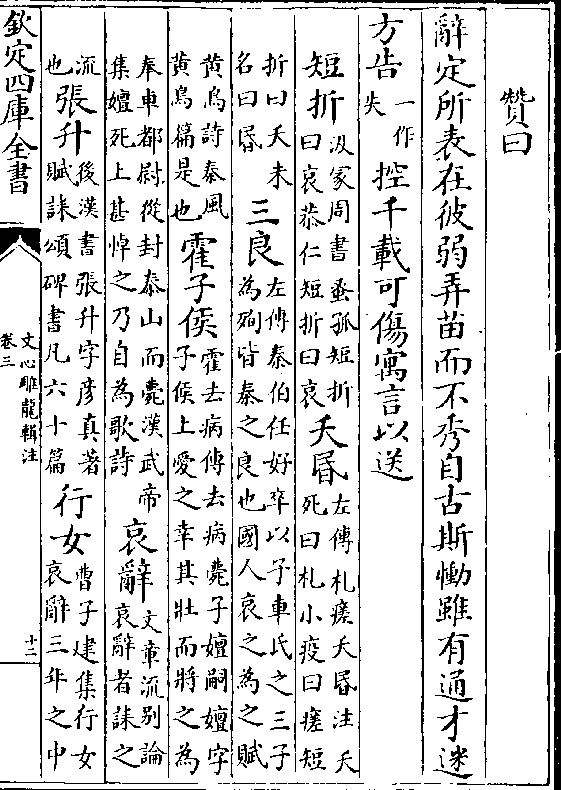 贊曰
辭定所表在彼弱弄苗而不秀自古斯慟雖有通才迷
方告一作失控千載可傷寓言以送
短折汲冢周書蚤孤短折曰哀恭仁短折曰哀夭昬左傳札瘥夭昬注夭死曰札小疫曰瘥短
折曰夭未名曰昬三良左傳秦伯任好卒以子車氏之三子為殉皆秦之良也國人哀之為之賦
黄鳥詩秦風黄鳥篇是也霍子侯霍去病傳去病薨子嬗嗣嬗字子侯上愛之幸其壯而將之為
奉車都尉從封泰山而薨漢武帝集嬗死上甚悼之乃自為歌詩哀辭文章流别論哀辭者誄之
流也張升後漢書張升字彦真著賦誄頌碑書凡六十篇行女曹子建集行女哀辭三年之中
欽定四庫全書
文心雕龍輯注
卷三
十二